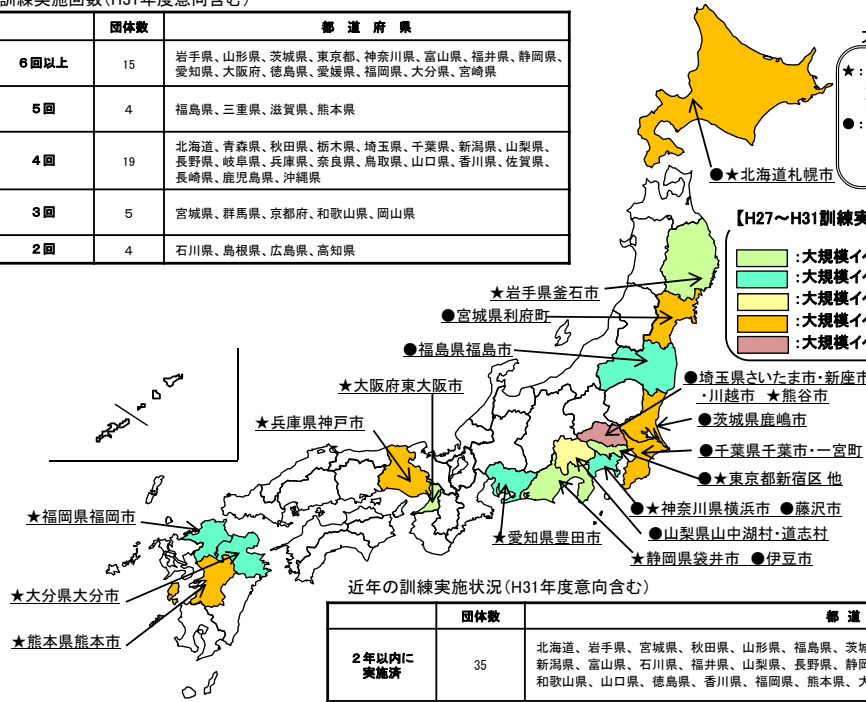 訓練実施回数(H31年度意向含む)
団体数 都道府県
6回以上 15 岩手県、山形県、茨城県、東京都、神奈川県、富山県、福井県、静岡県、
愛知県、大阪府、徳島県、愛媛県、福岡県、大分県、宮崎県
5回 4 福島県、三重県、滋賀県、熊本県
4回 19 北海道、青森県、秋田県、栃木県、埼玉県、千葉県、新潟県、山梨県、
長野県、岐阜県、兵庫県、奈良県、鳥取県、山口県、香川県、佐賀県、
長崎県、鹿児島県、沖縄県
3回 5 宮城県、群馬県、京都府、和歌山県、岡山県
2回 4 石川県、島根県、広島県、高知県
★:
●:
●★北海道札幌市
【H27～H31訓練実
:大規模イベ
:大規模イベ
:大規模イベ
:大規模イベ
:大規模イベ
★岩手県釜石市
●宮城県利府町
●福島県福島市
★大阪府東大阪市
●埼玉県さいたま市・新座市
・川越市 ★熊谷市
★兵庫県神戸市
●茨城県鹿嶋市
●千葉県千葉市・一宮町
●★東京都新宿区 他
★福岡県福岡市
●★神奈川県横浜市 ●藤沢市
●山梨県山中湖村・道志村
★愛知県豊田市
★静岡県袋井市 ●伊豆市
★大分県大分市
★熊本県熊本市
近年の訓練実施状況(H31年度意向含む)
団体数 都道
2年以内に
実施済 35 北海道、岩手県、宮城県、秋田県、山形県、福島県、茨城
新潟県、富山県、石川県、福井県、山梨県、長野県、静岡
和歌山県、山口県、徳島県、香川県、福岡県、熊本県、大